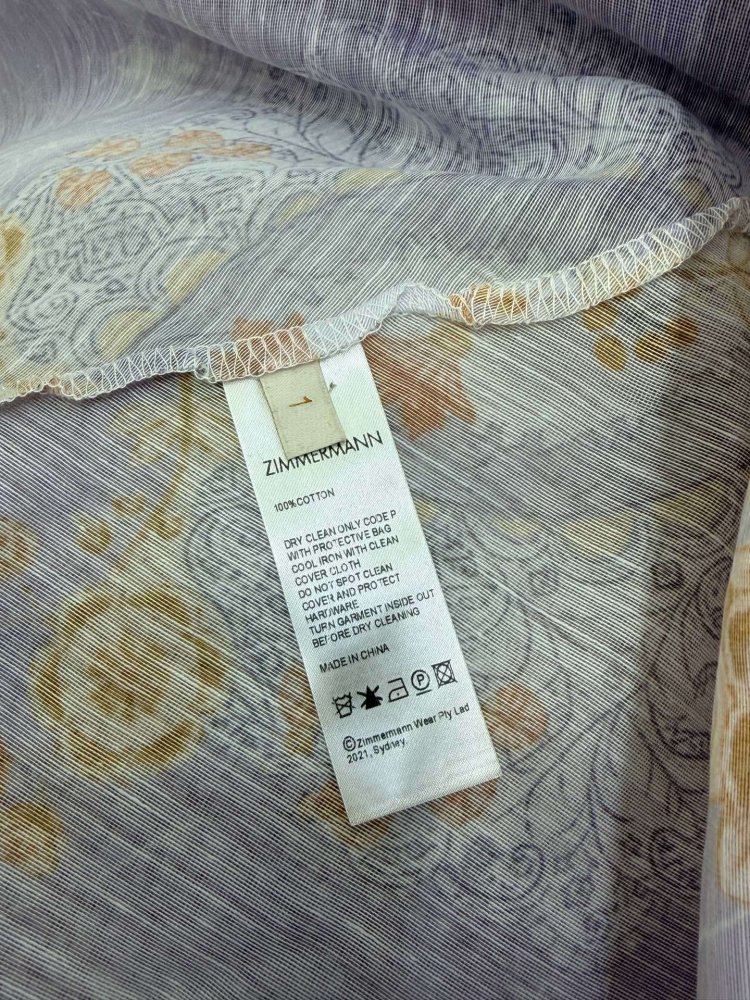 1
ZIMMERMANN
100%COTTON
DRY CLEAN ONLY CODE P
WITH PROTECTIVE BAG
COOL IRON WITH CLEAN
COVER CLOTH
DO NOT SPOT CLEAN
COVER AND PROTECT
HARDWARE
TURN GARMENT INSIDE OUT
BEFORE DRY CLEANING
MADE IN CHINA
P
©Zimmermann Wear Pty Lad
2021, Sydney.